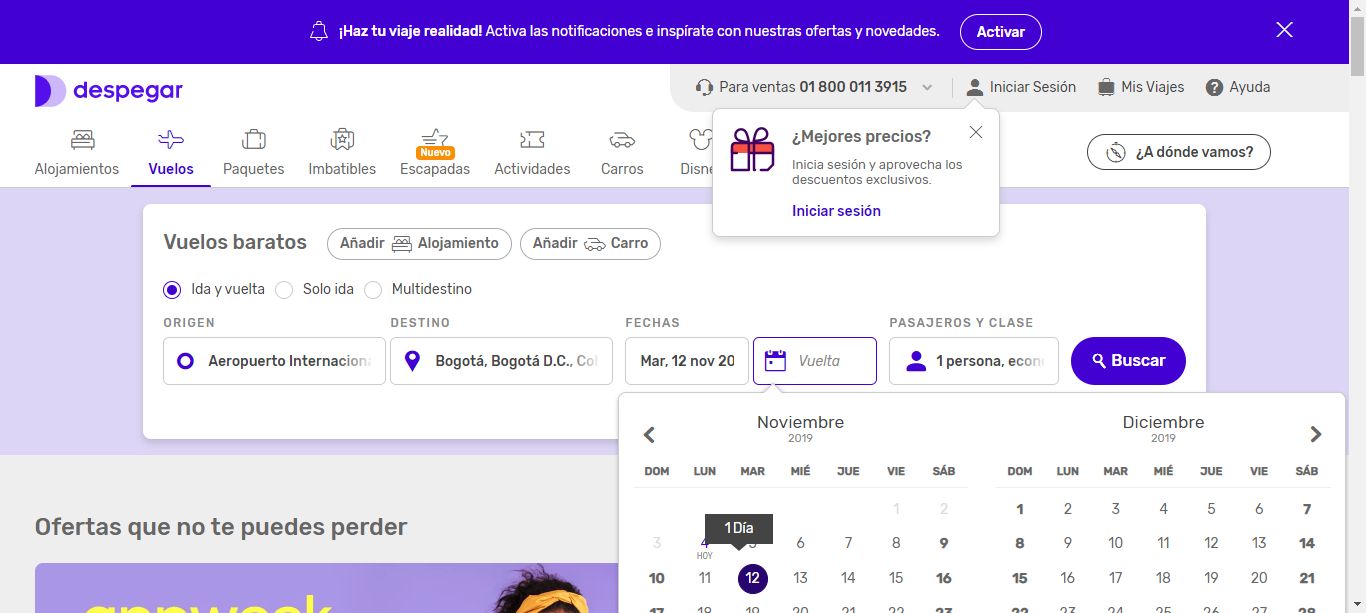 ¡Haz tu viaje realidad! Activa las notificaciones e inspírate con nuestras ofertas y novedades. Activar
despegar
Para ventas 01 800 011 3915 Iniciar Sesión Mis Viajes ? Ayuda
Alojamientos Vuelos Paquetes Imbatibles Nuevo Escapadas Actividades Carros Disne
¿A dónde vamos?
¿Mejores precios?
Inicia sesión y aprovecha los
descuentos exclusivos.
Iniciar sesión
Vuelos baratos Añadir Alojamiento Añadir Carro
Ida y vuelta Solo ida Multidestino
ORIGEN DESTINO FECHAS PASAJEROS Y CLASE
Aeropuerto Internaciona Bogotá, Bogotá D.C., Col Mar, 12 nov 20 Vuelta 1 persona, econ Buscar
Noviembre Diciembre
2019 2019
DOM LUN MAR MIÉ JUE VIE SÁB DOM LUN MAR MIÉ JUE VIE SÁB
1 2 1 2 3 4 5 6 7
1 Día
3 4 5 6 7 8 9 8 9 10 11 12 13 14
HOY
10 11 12 13 14 15 16 15 16 17 18 19 20 21
17 18 19 20 21 22 23 22 23 24 25 26 27 28
Ofertas que no te puedes perder
appweek